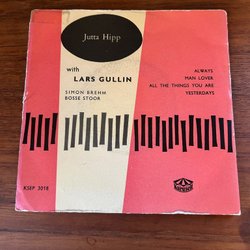 Jutta Hipp
with
LARS GULLIN
SIMON BREHM
BOSSE STOOR
ALWAYS
MAN LOVER
ALL THE THINGS YOU ARE
YESTERDAYS
KSEP 3018
KARUSELL